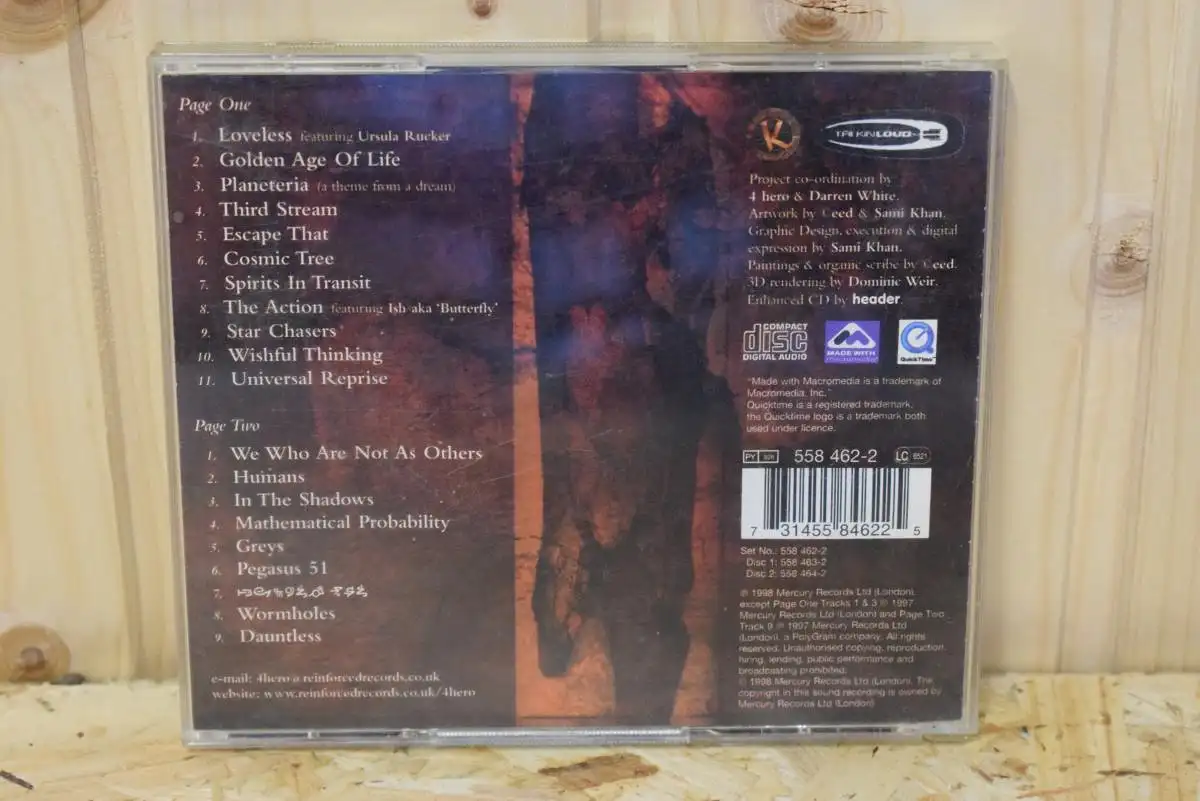 Page One
1. Loveless featuring Ursula Rucker
2. Golden Age Of Life
3. Planeteria (a theme from a dream)
4. Third Stream
5. Escape That
6. Cosmic Tree
7. Spirits In Transit
8. The Action featuring Ish aka 'Butterfly'
9. Star Chasers
10. Wishful Thinking
11. Universal Reprise
Page Two
1. We Who Are Not As Others
2. Humans
3. In The Shadows
4. Mathematical Probability
5. Greys
6. Pegasus 51
7.
8. Wormholes
9. Dauntless
e-mail: 4hero@reinforcedrecords.co.uk
website: www.reinforcedrecords.co.uk/4hero
K
TALKINLOUD
Project co-ordination by
4 hero & Darren White.
Artwork by & Sami Khan.
Graphic Design, execution & digital
expression by Sami Khan.
Paintings & organic scribe by
3D rendering by Dominic Weir.
Enhanced CD by header.
COMPACT
disc
DIGITAL AUDIO
MADE WITH
macromedia
QuickTime
"Made with Macromedia is a trademark of
Macromedia, Inc."
Quicktime is a registered trademark,
the Quicktime logo is a trademark both
used under licence.
PY 558 462-2 LC 8521
7 31455 84622 5
Set No.: 558 462-2
Disc 1: 558 463-2
Disc 2: 558 464-2
℗ 1998 Mercury Records Ltd (London),
except Page One Tracks 1 & 3 ℗ 1997
Mercury Records Ltd (London) and Page Two
Track 9 ℗ 1997 Mercury Records Ltd
(London), a PolyGram company. All rights
reserved. Unauthorised copying, reproduction,
hiring, lending, public performance and
broadcasting prohibited.
© 1998 Mercury Records Ltd (London). The
copyright in this sound recording is owned by
Mercury Records Ltd (London)